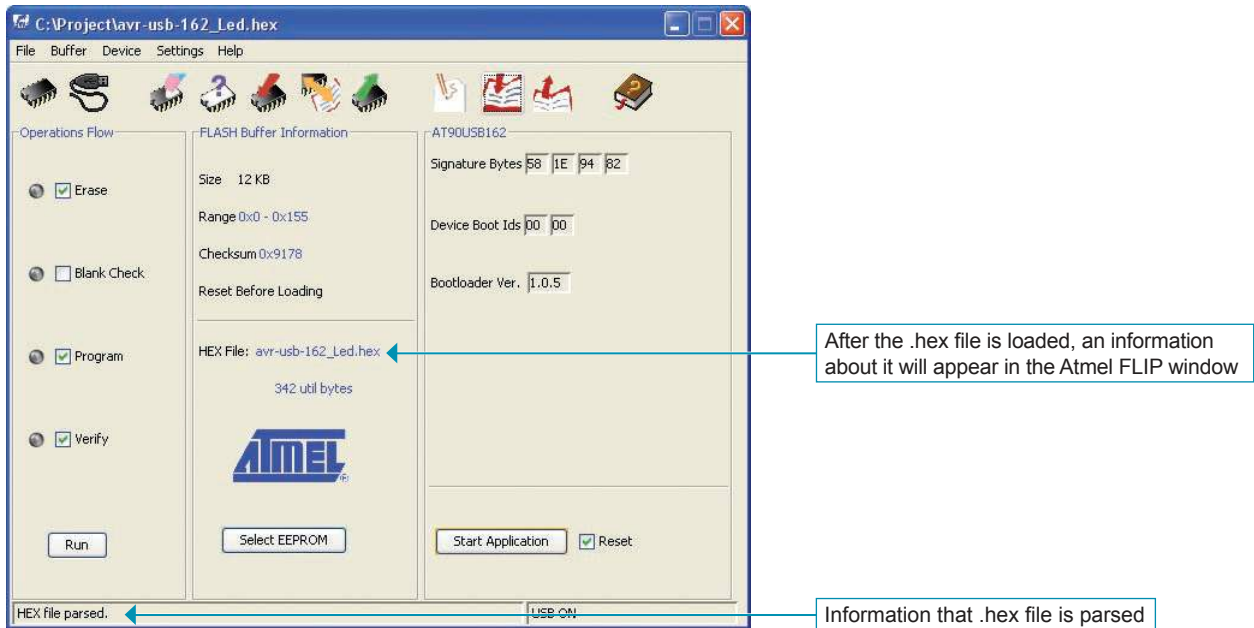 C:\Project\avr-usb-162_Led.hex
File Buffer Device Settings Help
Operations Flow
Erase
Blank Check
Program
Verify
Run
FLASH Buffer Information
Size 12 KB
Range 0x0 - 0x155
Checksum 0x9178
Reset Before Loading
HEX File: avr-usb-162_Led.hex
342 util bytes
ATMEL
®
Select EEPROM
AT90USB162
Signature Bytes 58 1E 94 82
Device Boot Ids 00 00
Bootloader Ver. 1.0.5
Start Application Reset
HEX file parsed.
USB ON
After the .hex file is loaded, an information
about it will appear in the Atmel FLIP window
Information that .hex file is parsed